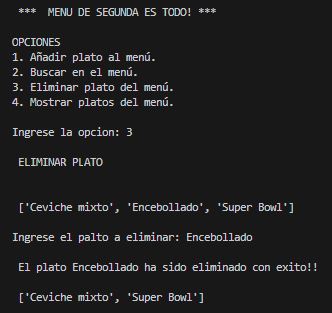 *** MENU DE SEGUNDA ES TODO! ***
OPCIONES
1. Añadir plato al menú.
2. Buscar en el menú.
3. Eliminar plato del menú.
4. Mostrar platos del menú.
Ingrese la opcion: 3
ELIMINAR PLATO
['Ceviche mixto', 'Encebollado', 'Super Bowl']
Ingrese el palto a eliminar: Encebollado
El plato Encebollado ha sido eliminado con exito!!
['Ceviche mixto', 'Super Bowl']